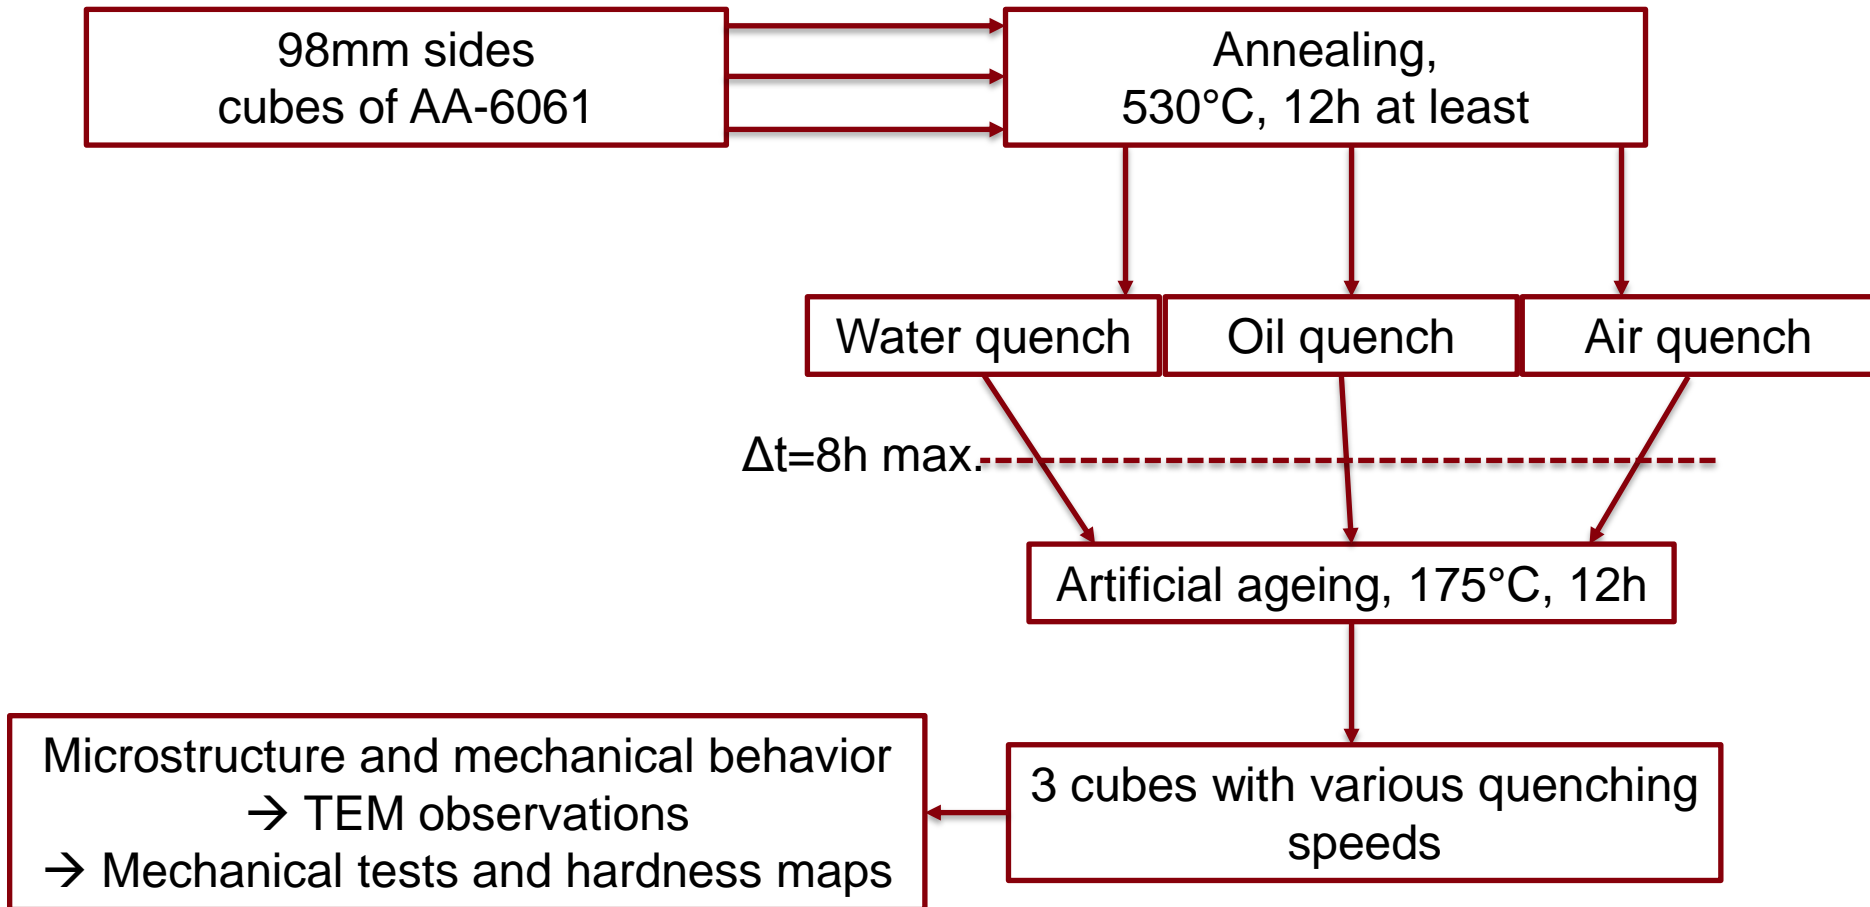 98mm sides
cubes of AA-6061
Annealing,
530°C, 12h at least
Water quench
Oil quench
Air quench
Δt=8h max.
Artificial ageing, 175°C, 12h
3 cubes with various quenching
speeds
Microstructure and mechanical behavior
→ TEM observations
→ Mechanical tests and hardness maps